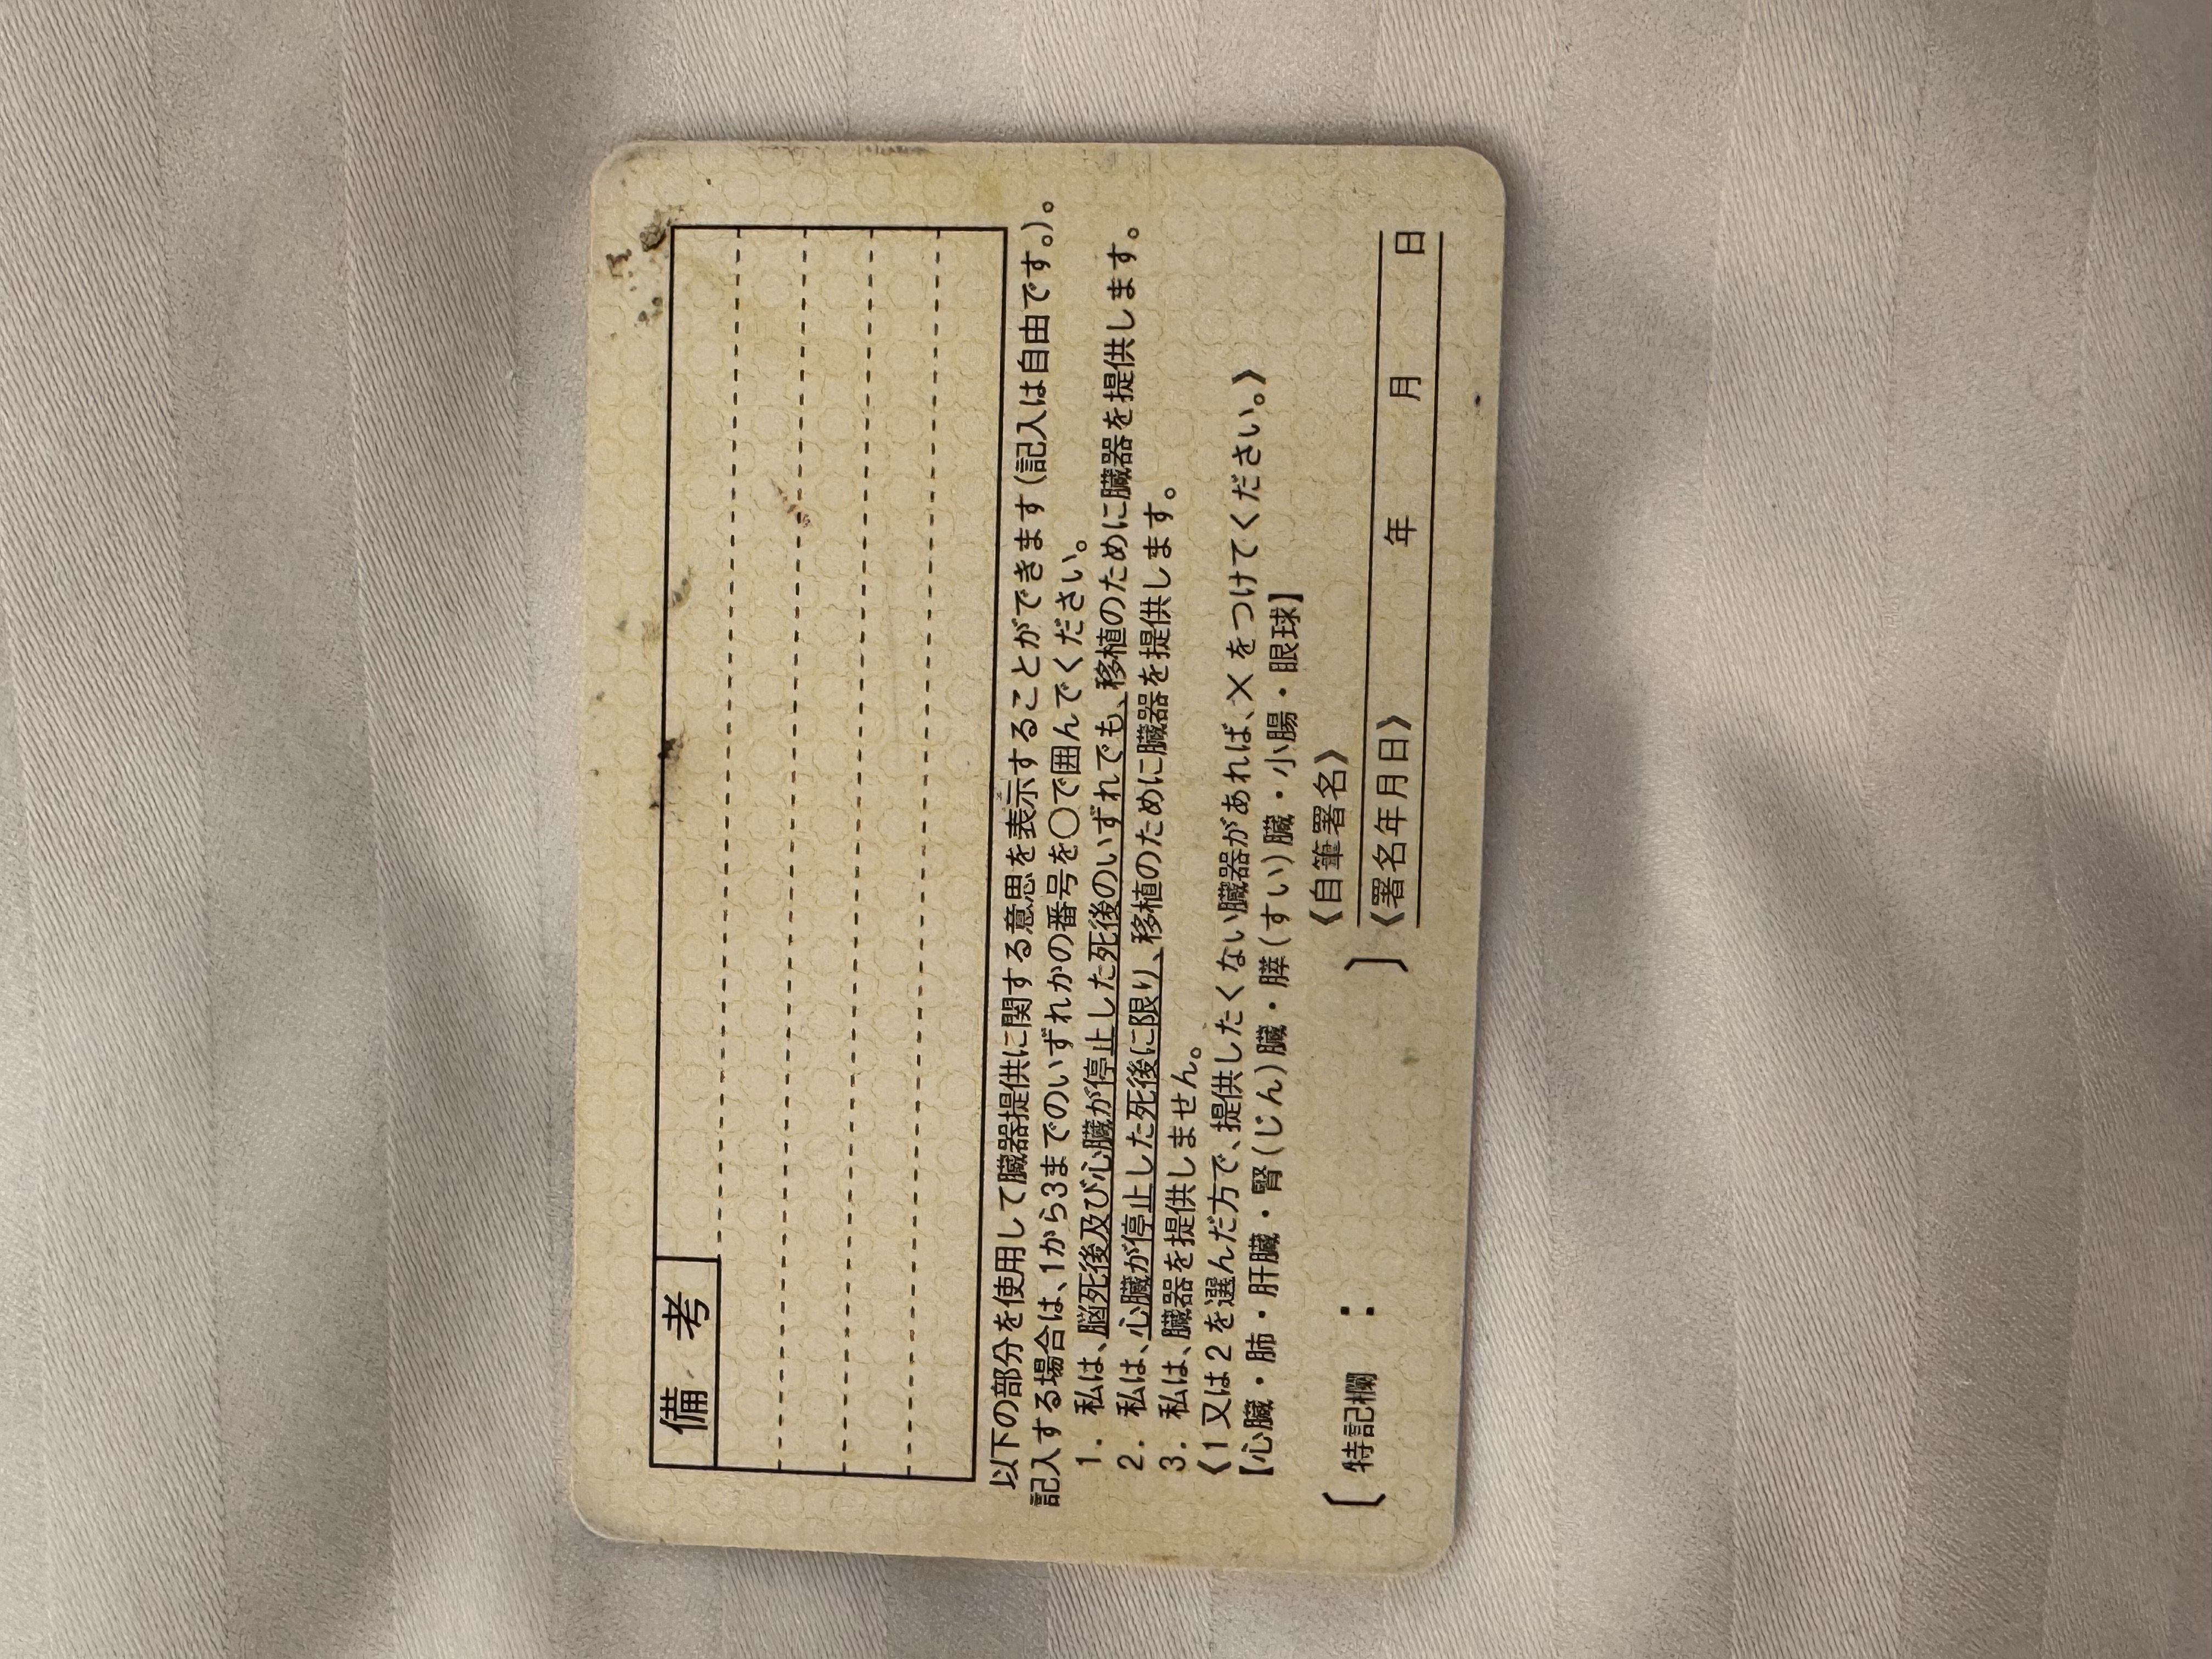 備考
以下の部分を使用して臓器提供に関する意思を表示することができます(記入は自由です。)。
記入する場合は、1から3までのいずれかの番号を〇で囲んでください。
1. 私は、脳死後及び心臓が停止した死後のいずれでも、移植のために臓器を提供します。
2. 私は、心臓が停止した死後に限り、移植のために臓器を提供します。
3. 私は、臓器を提供しません。
《1又は2を選んだ方で、提供したくない臓器があれば、×をつけてください。》
【心臓・肺・肝臓・腎(じん)臓・膵(すい)臓・小腸・眼球】
《自筆署名》
〔特記欄:〕
《署名年月日》 年 月 日